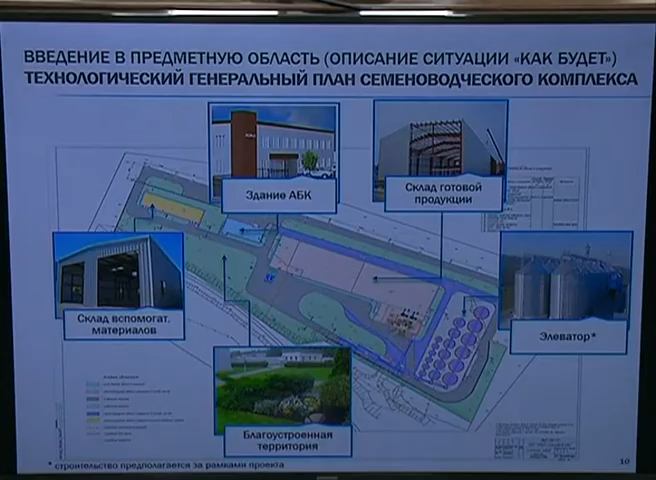 ВВЕДЕНИЕ В ПРЕДМЕТНУЮ ОБЛАСТЬ (ОПИСАНИЕ СИТУАЦИИ «КАК БУДЕТ»)
ТЕХНОЛОГИЧЕСКИЙ ГЕНЕРАЛЬНЫЙ ПЛАН СЕМЕНОВОДЧЕСКОГО КОМПЛЕКСА
Здание АБК
Склад готовой
продукции
Склад вспомогат.
материалов
Элеватор*
Благоустроенная
территория
* строительство предполагается за рамками проекта
10